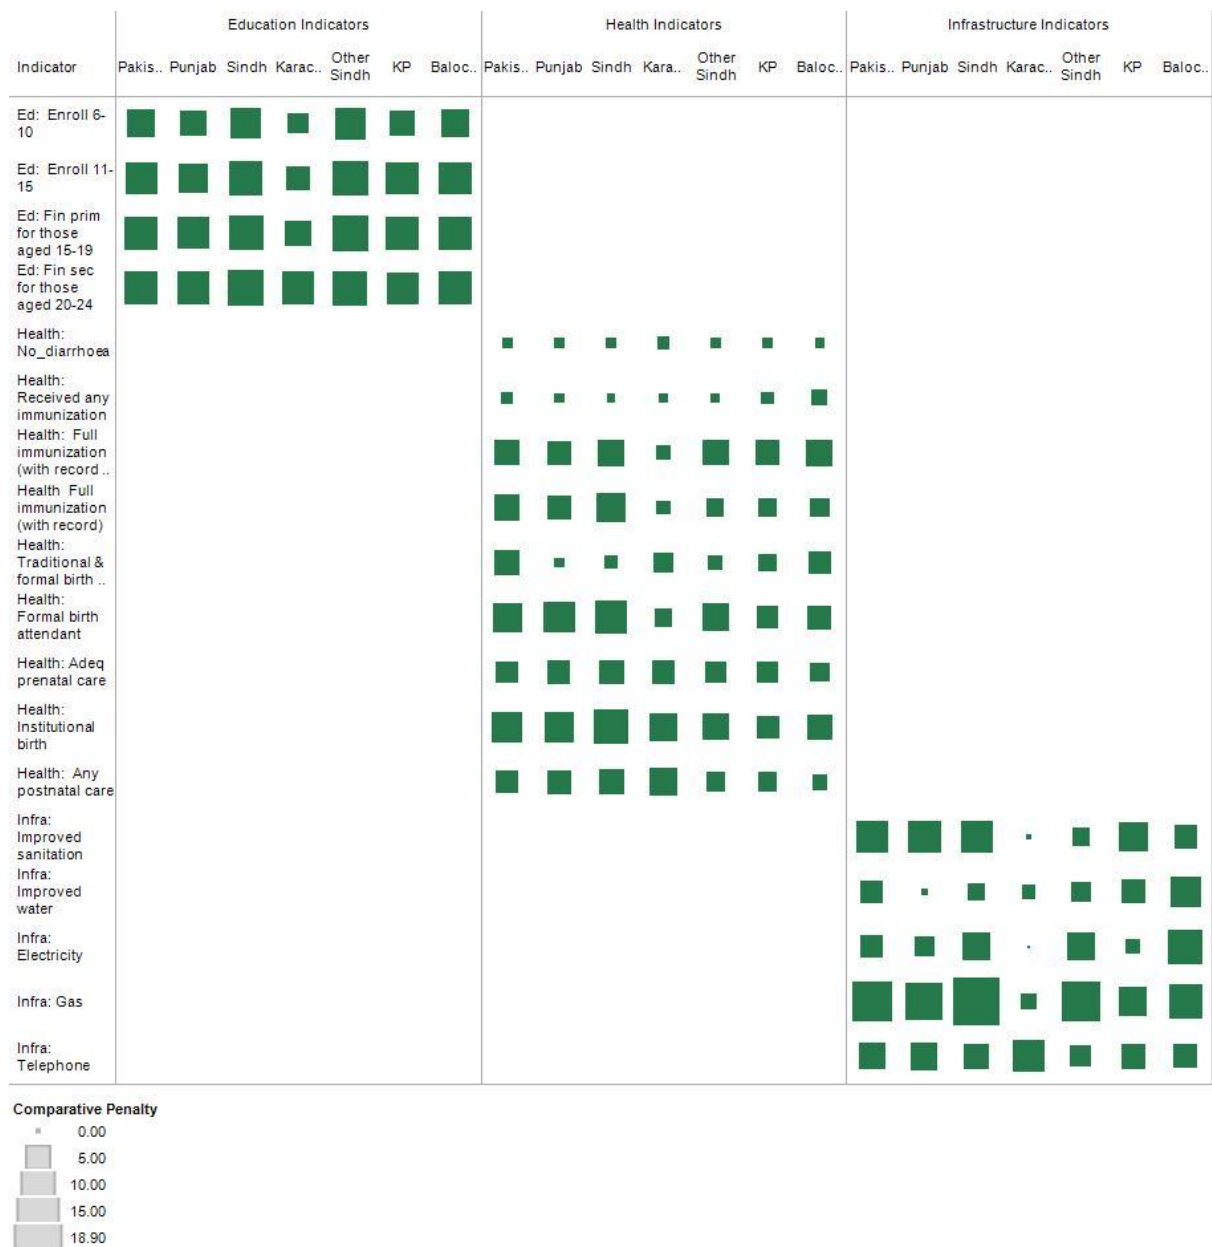 Education Indicators Health Indicators Infrastructure Indicators
Indicator Pakis.. Punjab Sindh Karac.. Other Sindh KP Baloc.. Pakis.. Punjab Sindh Kara.. Other Sindh KP Baloc.. Pakis.. Punjab Sindh Karac.. Other Sindh KP Baloc..
Ed: Enroll 6-
10
Ed: Enroll 11-
15
Ed: Fin prim
for those
aged 15-19
Ed: Fin sec
for those
aged 20-24
Health:
No_diarrhoea
Health:
Received any
immunization
Health: Full
immunization
(with record ..
Health Full
immunization
(with record)
Health:
Traditional &
formal birth ..
Health:
Formal birth
attendant
Health: Adeq
prenatal care
Health:
Institutional
birth
Health: Any
postnatal care
Infra:
Improved
sanitation
Infra:
Improved
water
Infra:
Electricity
Infra: Gas
Infra:
Telephone
Comparative Penalty
0.00
5.00
10.00
15.00
18.90